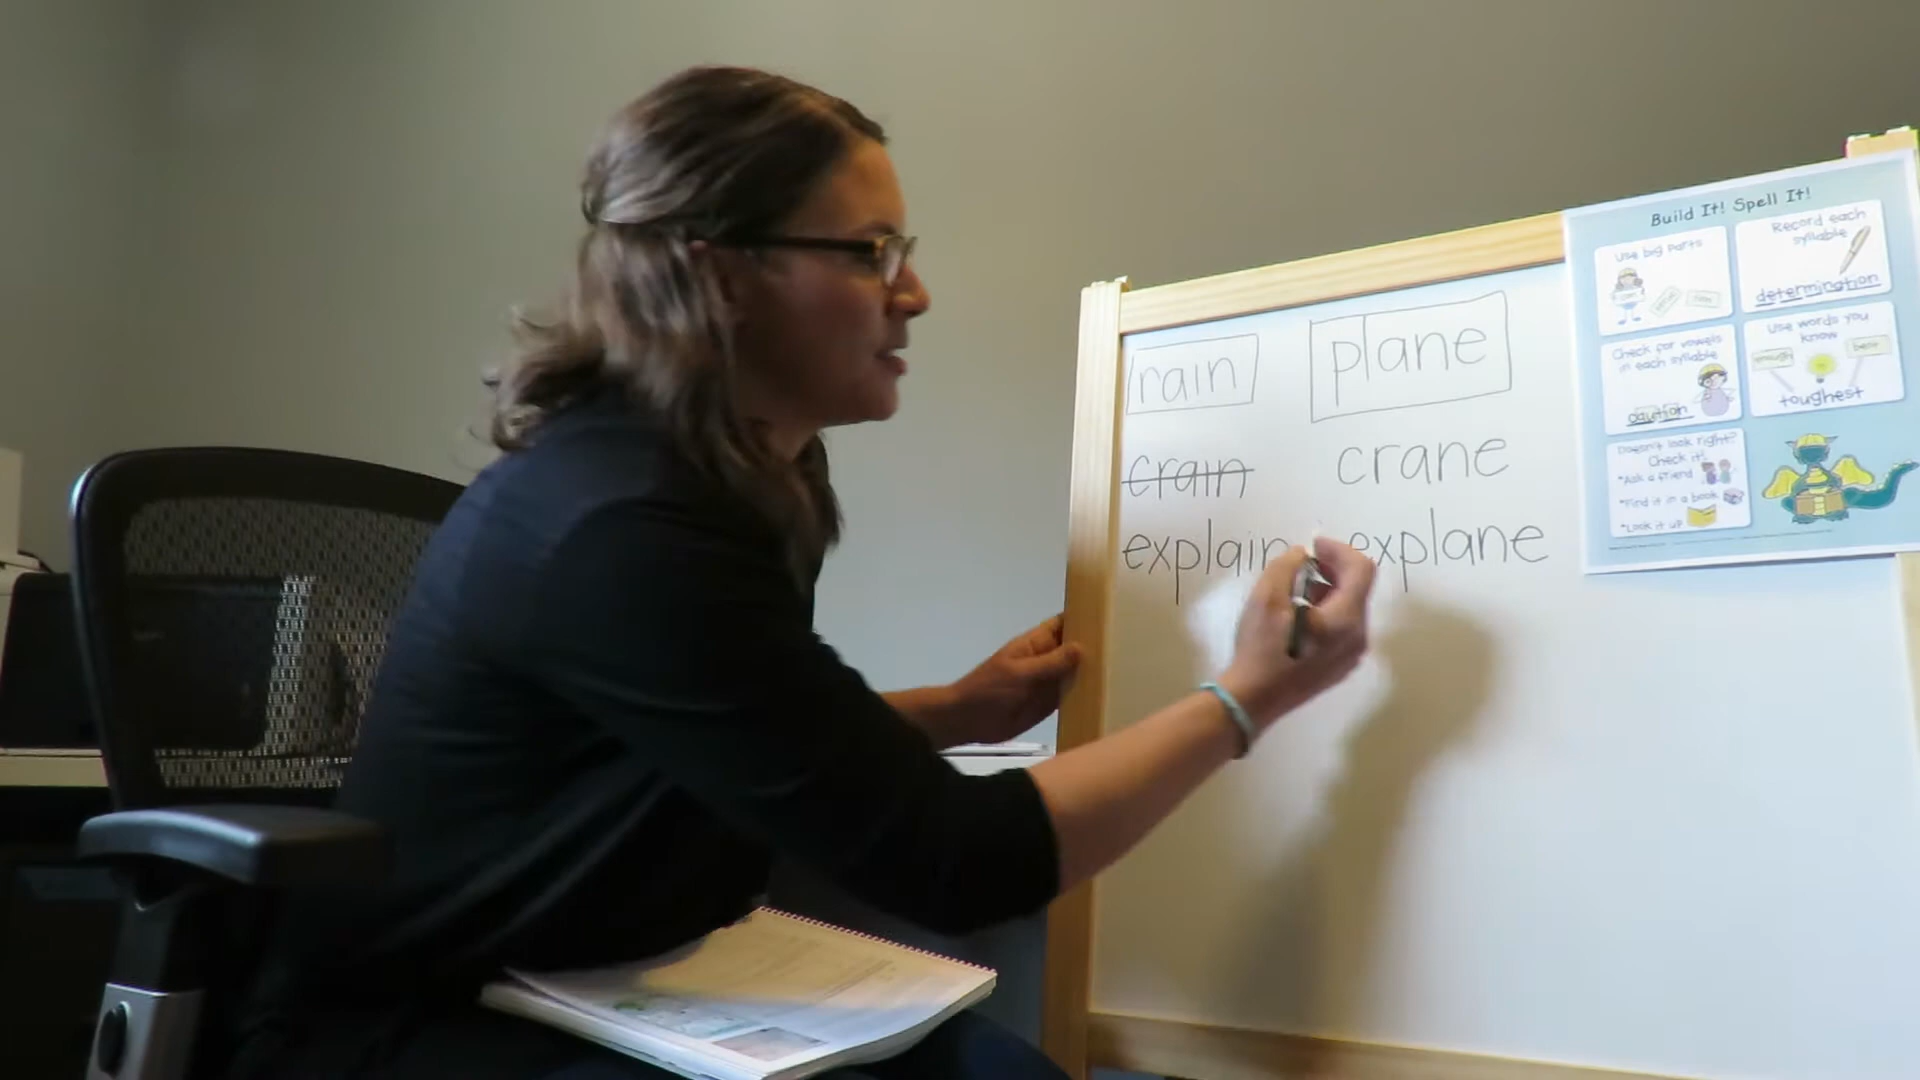 rain plane
crain crane
explain explane
Build It! Spell It!
Use big parts
Record each
syllable
determination
Check for vowels
in each syllable
caution
Use words you
know
enough best
toughest
Doesn't look right?
Check it!
*Ask a friend
*Find it in a book
*Look it up